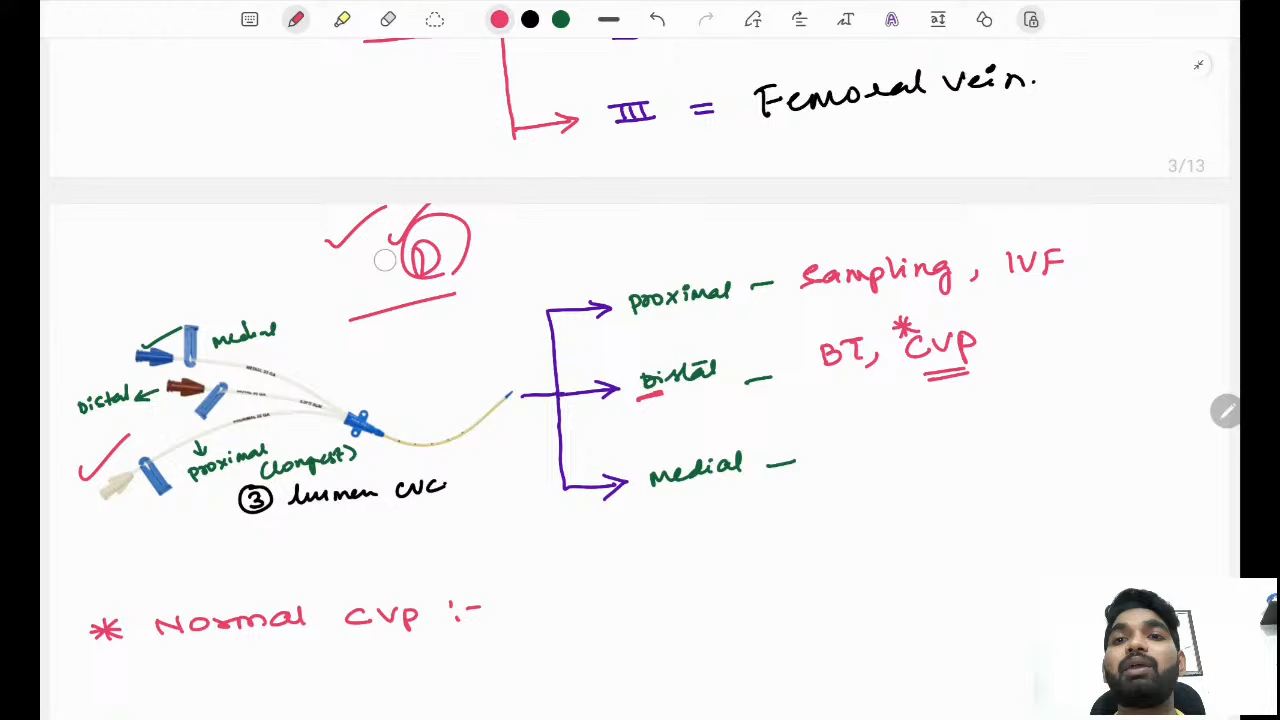 III = Femoral vein.
3/13
D
proximal — sampling, IVF
Distal — BT, *CVP
medial —
medial
Distal
proximal
(longest)
③ lumen CVC
* Normal CVP :-